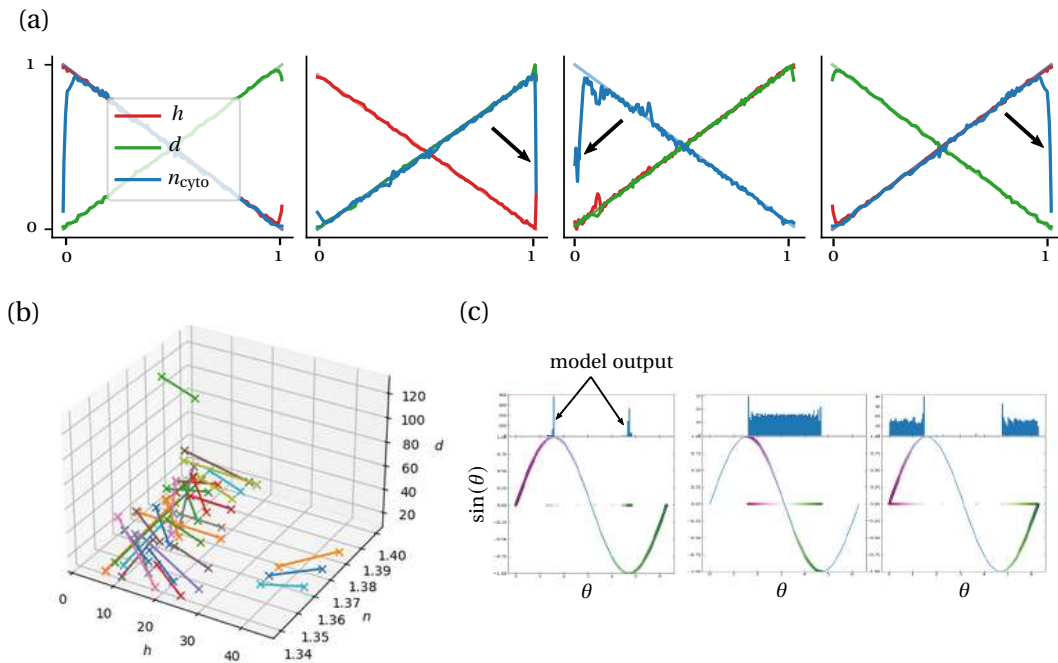 (a)
1
0
h
d
n_cyto
0 1
0 1
0 1
0 1
(b)
120
100
80
60
40
20
d
1.40
1.39
1.38
1.37
1.36
1.35
1.34
n
0
10
20
30
40
h
(c)
model output
sin(θ)
θ
θ
θ